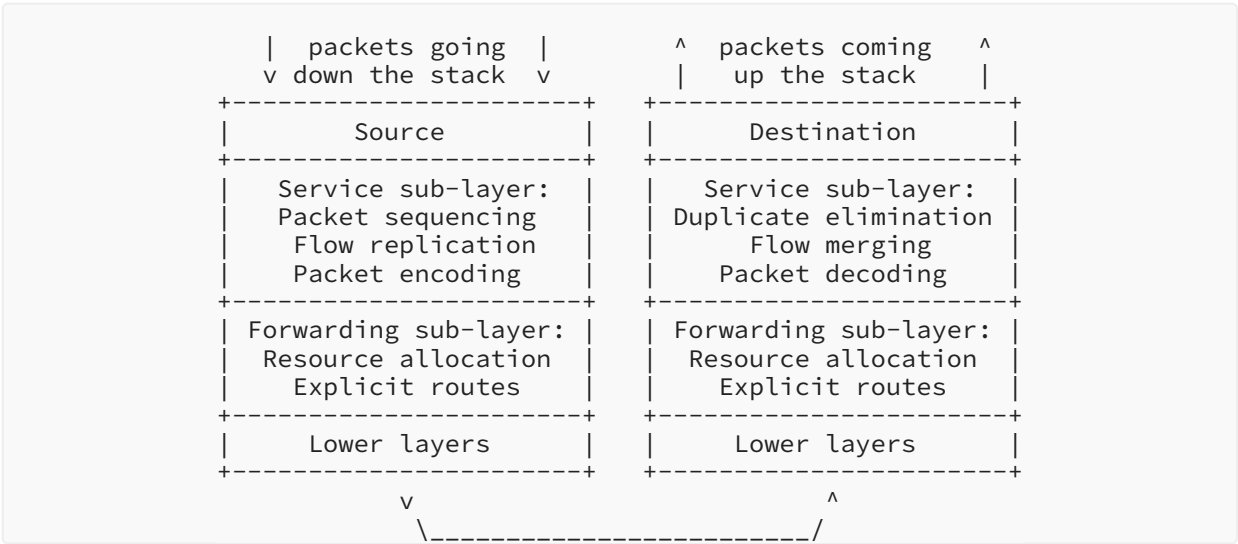 |  packets going  |        ^  packets coming   ^
v down the stack  v        |   up the stack    |
+-----------------------+   +-----------------------+
|        Source         |   |      Destination      |
+-----------------------+   +-----------------------+
|   Service sub-layer:  |   |   Service sub-layer:  |
|   Packet sequencing   |   | Duplicate elimination |
|    Flow replication   |   |      Flow merging     |
|    Packet encoding    |   |    Packet decoding    |
+-----------------------+   +-----------------------+
| Forwarding sub-layer: |   | Forwarding sub-layer: |
|  Resource allocation  |   |  Resource allocation  |
|    Explicit routes    |   |    Explicit routes    |
+-----------------------+   +-----------------------+
|     Lower layers      |   |     Lower layers      |
+-----------------------+   +-----------------------+
            v                           ^
             \_________________________/